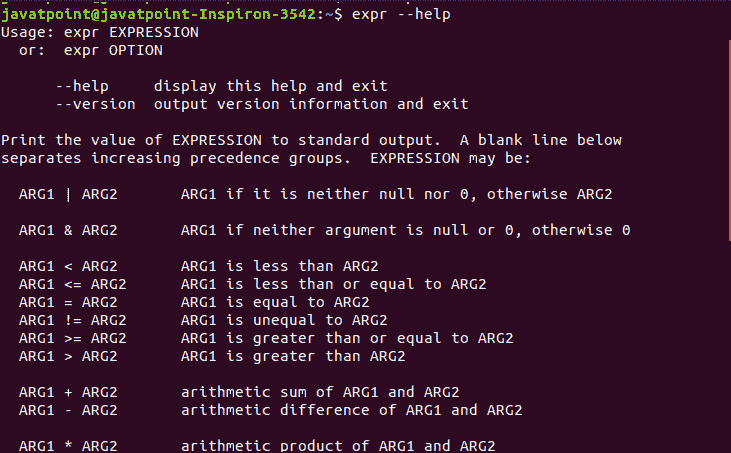 javatpoint@javatpoint-Inspiron-3542:~$ expr --help
Usage: expr EXPRESSION
  or:  expr OPTION

      --help     display this help and exit
      --version  output version information and exit

Print the value of EXPRESSION to standard output.  A blank line below
separates increasing precedence groups.  EXPRESSION may be:

  ARG1 | ARG2       ARG1 if it is neither null nor 0, otherwise ARG2

  ARG1 & ARG2       ARG1 if neither argument is null or 0, otherwise 0

  ARG1 < ARG2       ARG1 is less than ARG2
  ARG1 <= ARG2      ARG1 is less than or equal to ARG2
  ARG1 = ARG2       ARG1 is equal to ARG2
  ARG1 != ARG2      ARG1 is unequal to ARG2
  ARG1 >= ARG2      ARG1 is greater than or equal to ARG2
  ARG1 > ARG2       ARG1 is greater than ARG2

  ARG1 + ARG2       arithmetic sum of ARG1 and ARG2
  ARG1 - ARG2       arithmetic difference of ARG1 and ARG2

  ARG1 * ARG2       arithmetic product of ARG1 and ARG2